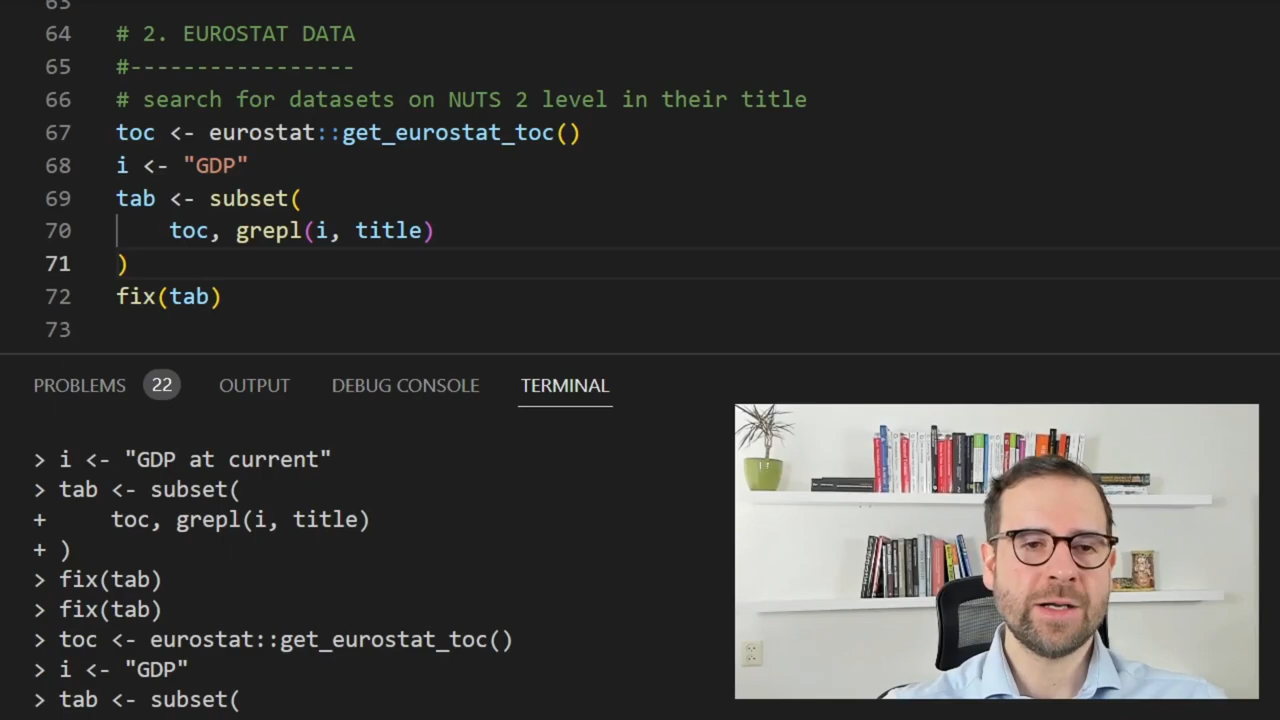 63
64 # 2. EUROSTAT DATA
65 #-----------------
66 # search for datasets on NUTS 2 level in their title
67 toc <- eurostat::get_eurostat_toc()
68 i <- "GDP"
69 tab <- subset(
70     toc, grepl(i, title)
71 )
72 fix(tab)
73
PROBLEMS 22 OUTPUT DEBUG CONSOLE TERMINAL
> i <- "GDP at current"
> tab <- subset(
+     toc, grepl(i, title)
+ )
> fix(tab)
> fix(tab)
> toc <- eurostat::get_eurostat_toc()
> i <- "GDP"
> tab <- subset(